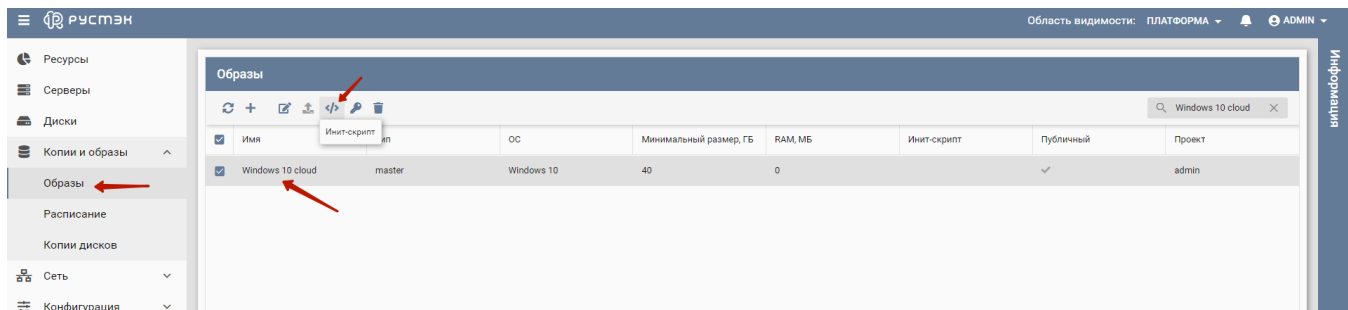 РУСТЭК
Область видимости: ПЛАТФОРМА
ADMIN
Ресурсы
Серверы
Диски
Копии и образы
Образы
Расписание
Копии дисков
Сеть
Конфигурация
Образы
Windows 10 cloud
Инит-скрипт
Имя ип ОС Минимальный размер, ГБ RAM, МБ Инит-скрипт Публичный Проект
Windows 10 cloud master Windows 10 40 0 admin
Информация